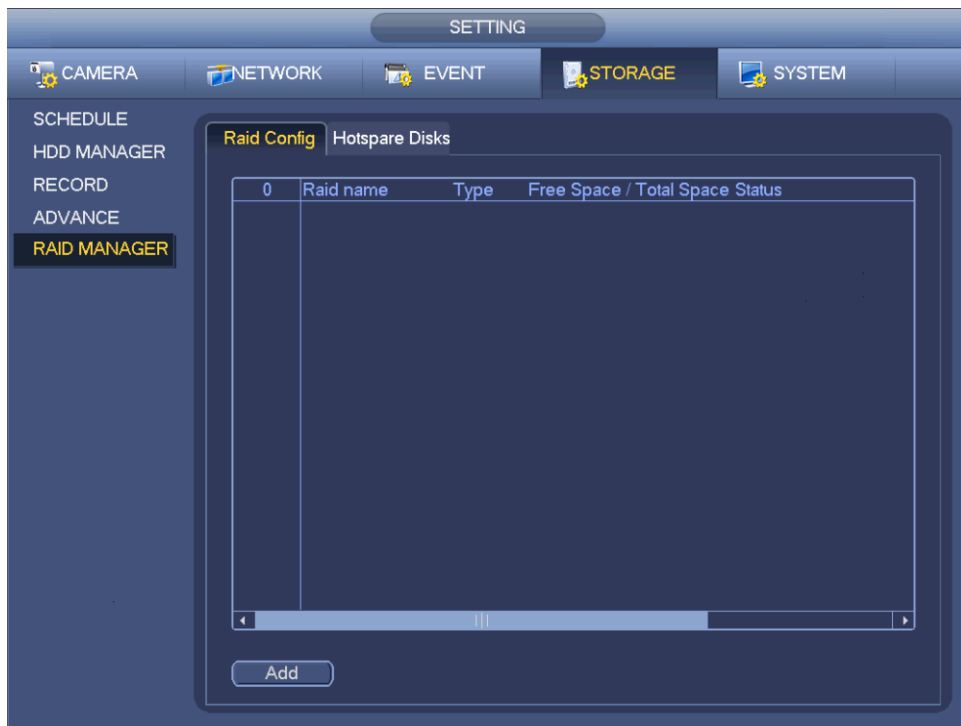 SETTING
CAMERA NETWORK EVENT STORAGE SYSTEM
SCHEDULE
HDD MANAGER
RECORD
ADVANCE
RAID MANAGER
Raid Config Hotspare Disks
0 Raid name Type Free Space / Total Space Status
Add